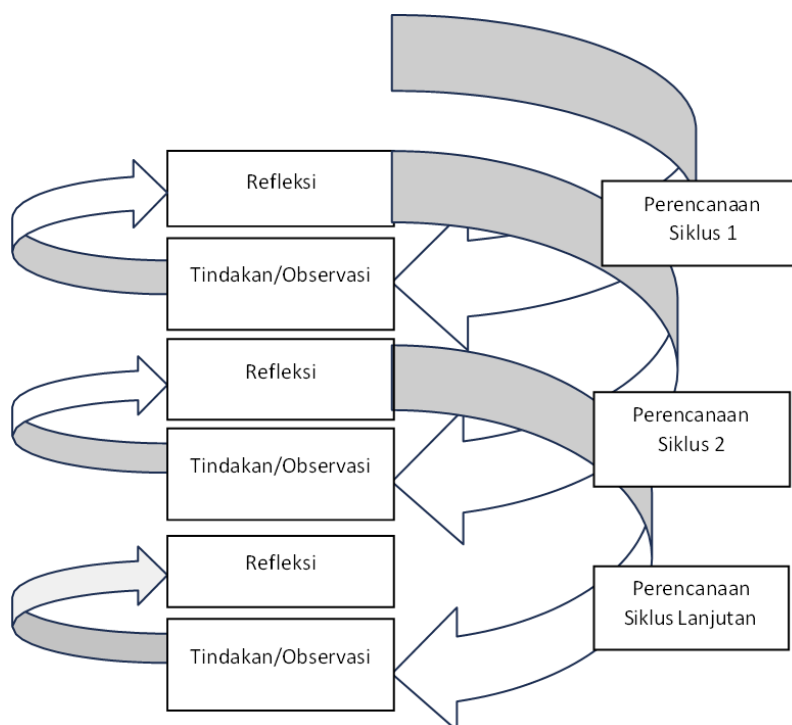 Refleksi
Perencanaan
Siklus 1
Tindakan/Observasi
Refleksi
Perencanaan
Siklus 2
Tindakan/Observasi
Refleksi
Perencanaan
Siklus Lanjutan
Tindakan/Observasi